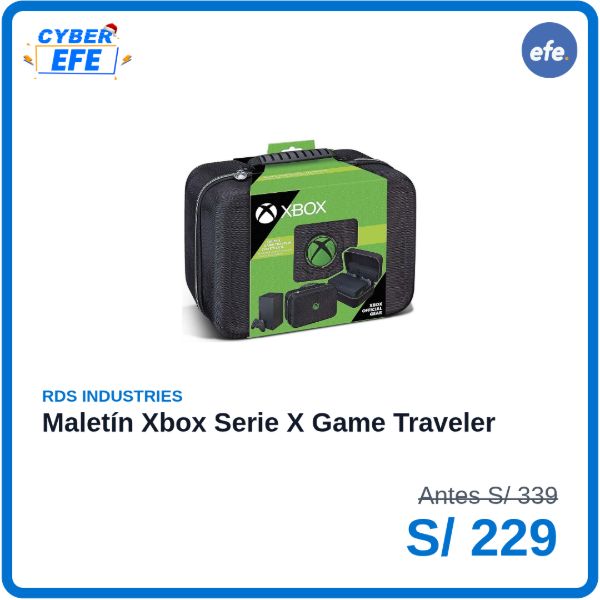 CYBER
EFE
efe.
XBOX
XBOX
OFFICIAL
GEAR
RDS INDUSTRIES
Maletín Xbox Serie X Game Traveler
Antes S/ 339
S/ 229